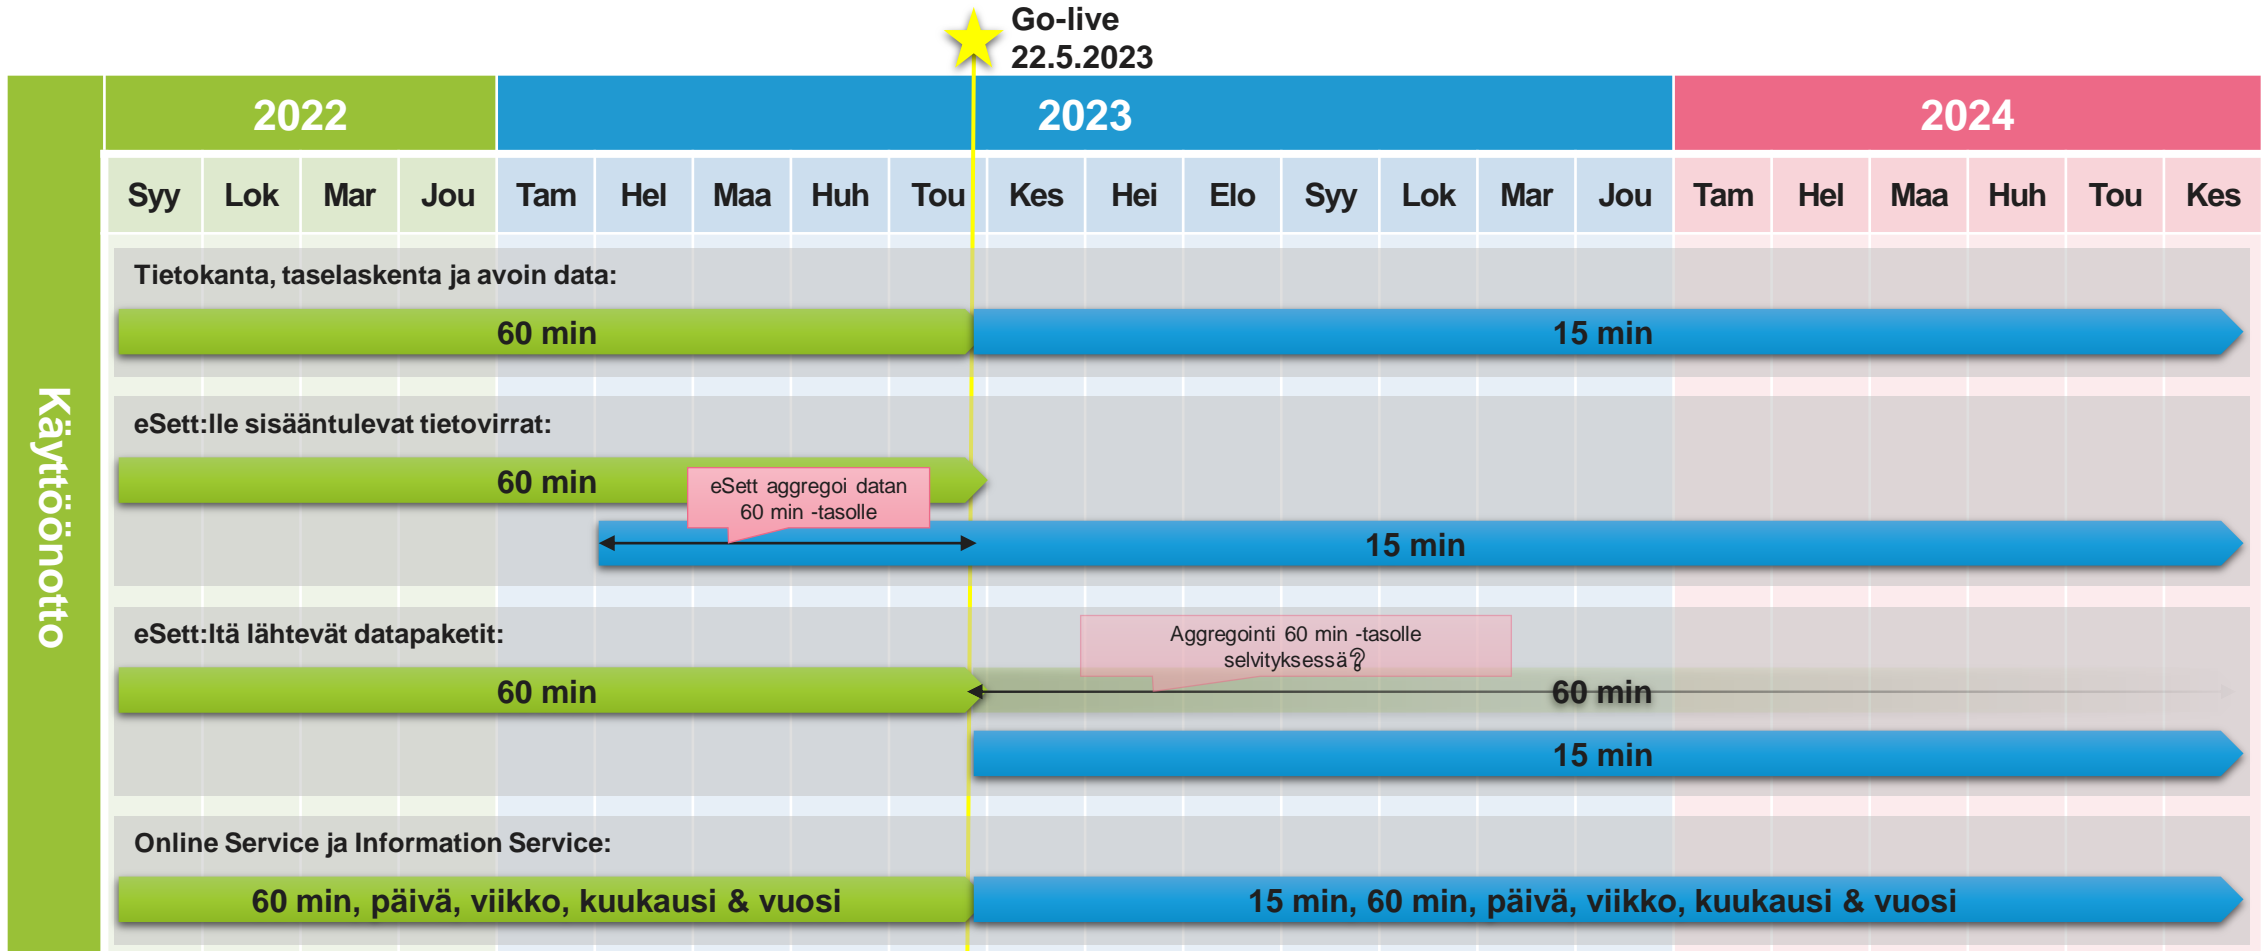 Go-live
22.5.2023
2022
2023
2024
Syy Lok Mar Jou Tam Hel Maa Huh Tou Kes Hei Elo Syy Lok Mar Jou Tam Hel Maa Huh Tou Kes
Käyttöönotto
Tietokanta, taselaskenta ja avoin data:
60 min
15 min
eSett:lle sisääntulevat tietovirrat:
60 min
eSett aggregoi datan
60 min -tasolle
15 min
eSett:ltä lähtevät datapaketit:
Aggregointi 60 min -tasolle
selvityksessä?
60 min
60 min
15 min
Online Service ja Information Service:
60 min, päivä, viikko, kuukausi & vuosi
15 min, 60 min, päivä, viikko, kuukausi & vuosi